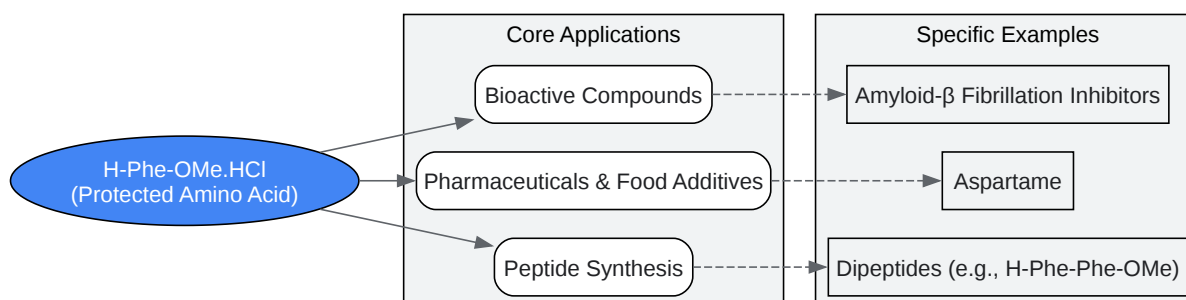 Core Applications
Specific Examples
Bioactive Compounds
Amyloid-β Fibrillation Inhibitors
H-Phe-OMe.HCl
(Protected Amino Acid)
Pharmaceuticals & Food Additives
Aspartame
Peptide Synthesis
Dipeptides (e.g., H-Phe-Phe-OMe)